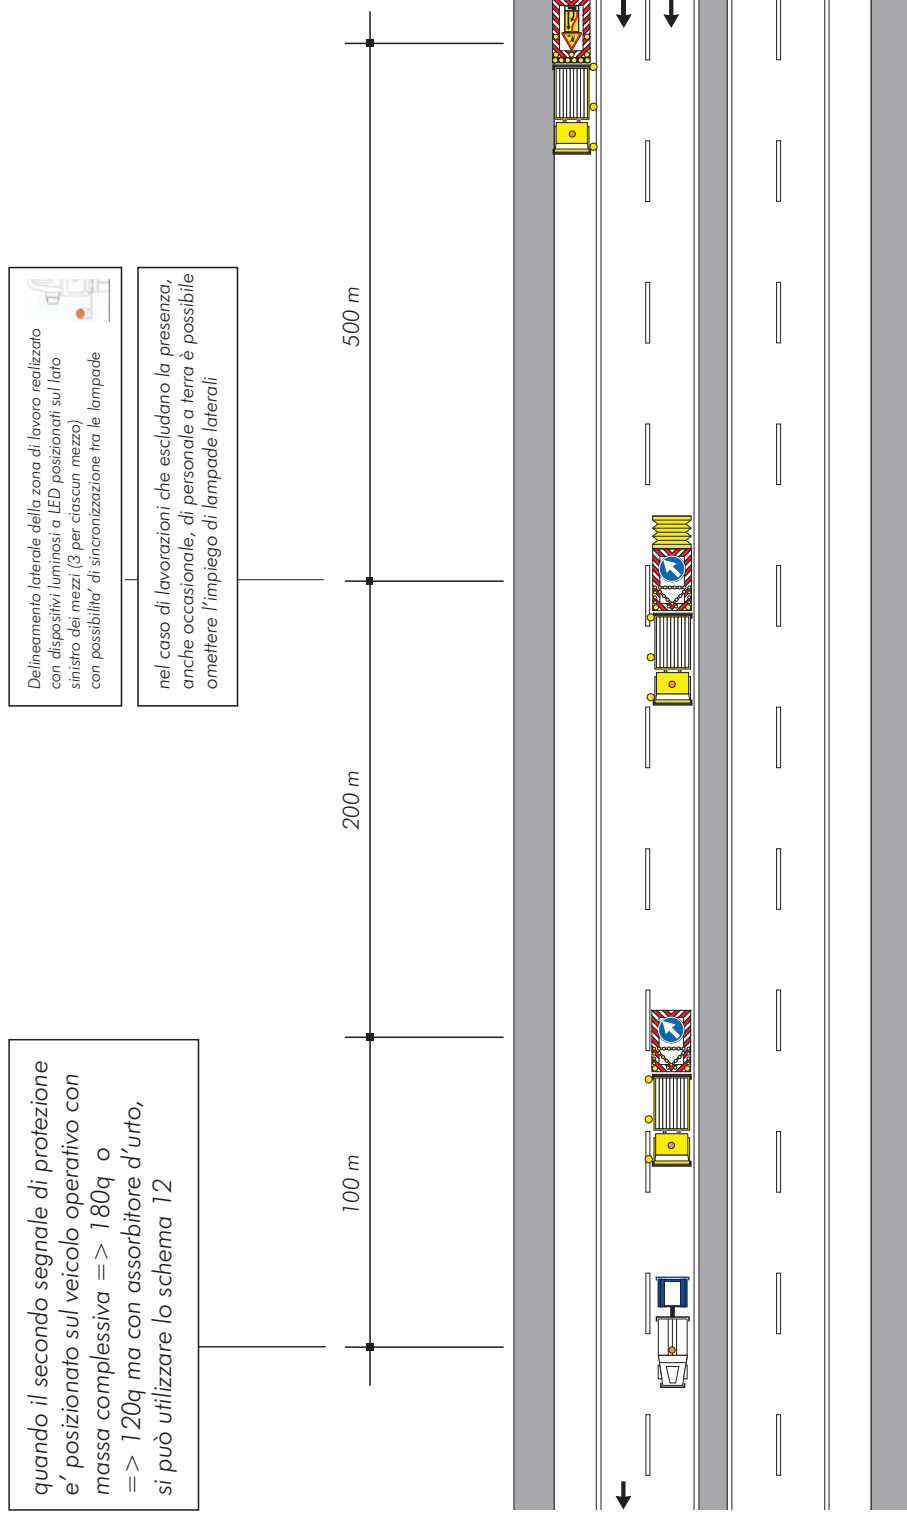 Delineamento laterale della zona di lavoro realizzato
con dispositivi luminosi a LED posizionati sul lato
sinistro dei mezzi (3 per ciascun mezzo)
con possibilita' di sincronizzazione tra le lampade
nel caso di lavorazioni che escludano la presenza,
anche occasionale, di personale a terra è possibile
omettere l'impiego di lampade laterali
quando il secondo segnale di protezione
e' posizionato sul veicolo operativo con
massa complessiva => 180q o
=> 120q ma con assorbitore d'urto,
si può utilizzare lo schema 12
100 m
200 m
500 m